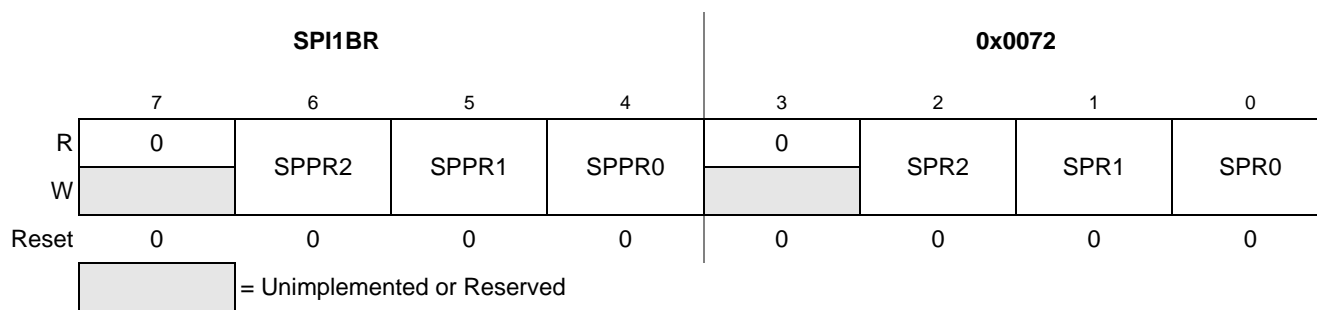 SPI1BR 0x0072
7 6 5 4 3 2 1 0
R 0 SPPR2 SPPR1 SPPR0 0 SPR2 SPR1 SPR0
W
Reset 0 0 0 0 0 0 0 0
= Unimplemented or Reserved